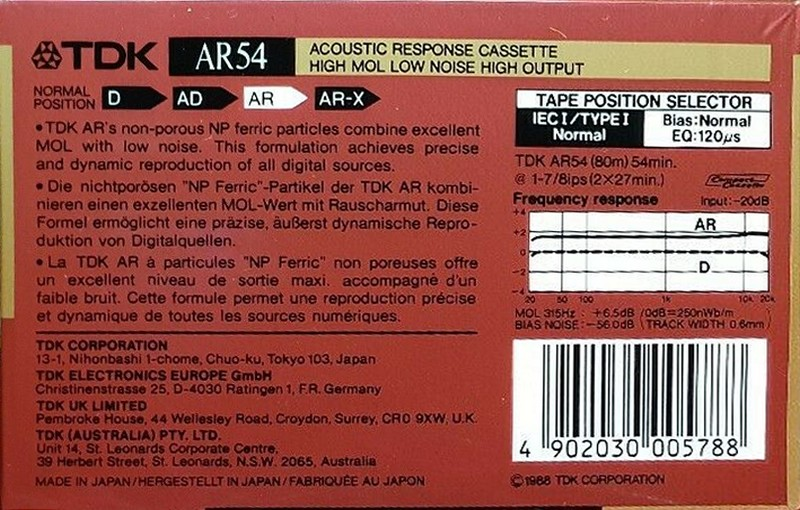 TDK AR54 ACOUSTIC RESPONSE CASSETTE
HIGH MOL LOW NOISE HIGH OUTPUT
NORMAL
POSITION D AD AR AR-X
•TDK AR's non-porous NP ferric particles combine excellent
MOL with low noise. This formulation achieves precise
and dynamic reproduction of all digital sources.
•Die nichtporösen "NP Ferric"-Partikel der TDK AR kombi-
nieren einen exzellenten MOL-Wert mit Rauscharmut. Diese
Formel ermöglicht eine präzise, äußerst dynamische Repro-
duktion von Digitalquellen.
•La TDK AR à particules "NP Ferric" non poreuses offre
un excellent niveau de sortie maxi. accompagné d'un
faible bruit. Cette formule permet une reproduction précise
et dynamique de toutes les sources numériques.
TDK CORPORATION
13-1, Nihonbashi 1-chome, Chuo-ku, Tokyo 103, Japan
TDK ELECTRONICS EUROPE GmbH
Christinenstrasse 25, D-4030 Ratingen 1, F.R. Germany
TDK UK LIMITED
Pembroke House, 44 Wellesley Road, Croydon, Surrey, CR0 9XW, U.K.
TDK (AUSTRALIA) PTY. LTD.
Unit 14, St. Leonards Corporate Centre,
39 Herbert Street, St. Leonards, N.S.W. 2065, Australia
MADE IN JAPAN/HERGESTELLT IN JAPAN/FABRIQUÉE AU JAPON
TAPE POSITION SELECTOR
IEC I/TYPE I Bias:Normal
Normal EQ:120µs
TDK AR54 (80m) 54min.
@ 1-7/8ips (2×27min.) Compact Cassette
Frequency response Input:-20dB
+4
+2 AR
0
-2 D
-4
20 50 100 1k 10k 20k
MOL 315Hz : +6.5dB (0dB=250nWb/m
BIAS NOISE:-56.0dB (TRACK WIDTH 0.6mm)
4 902030 005788
©1988 TDK CORPORATION